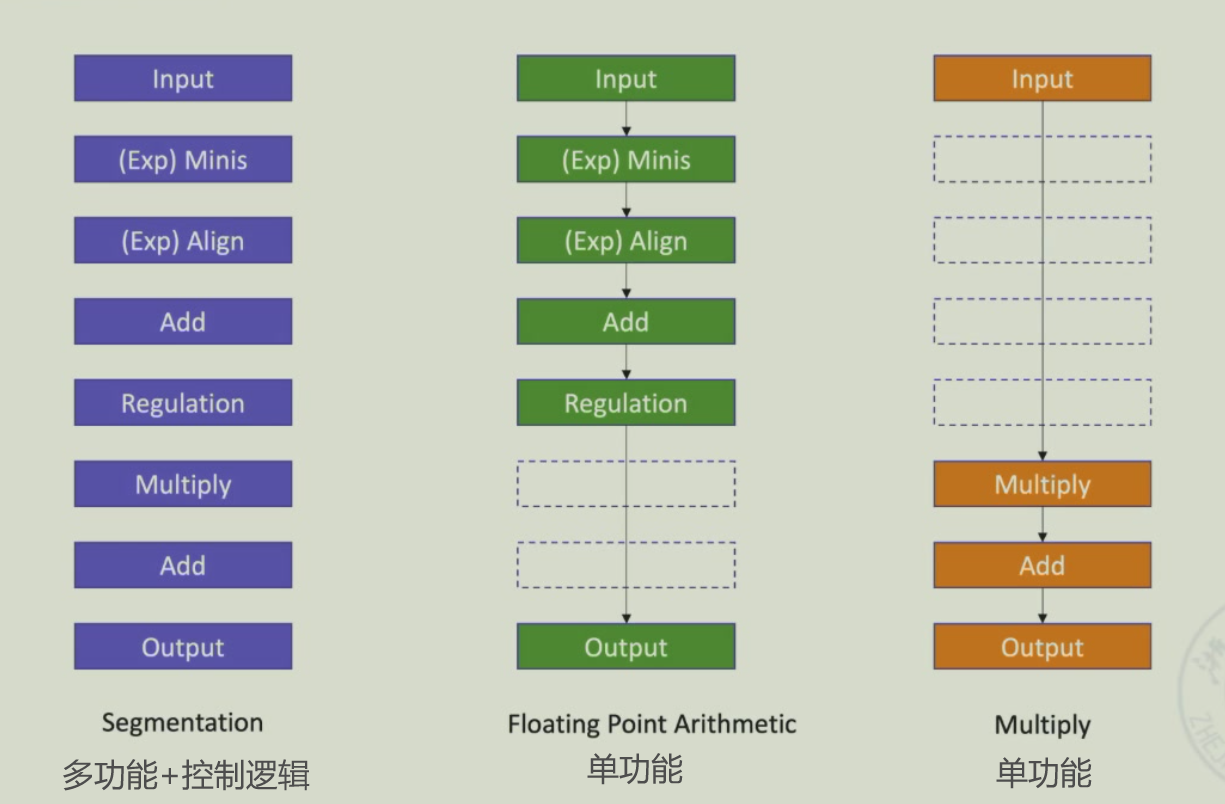 Input
(Exp) Minis
(Exp) Align
Add
Regulation
Multiply
Add
Output
Segmentation
多功能+控制逻辑
Input
(Exp) Minis
(Exp) Align
Add
Regulation
Output
Floating Point Arithmetic
单功能
Input
Multiply
Add
Output
Multiply
单功能